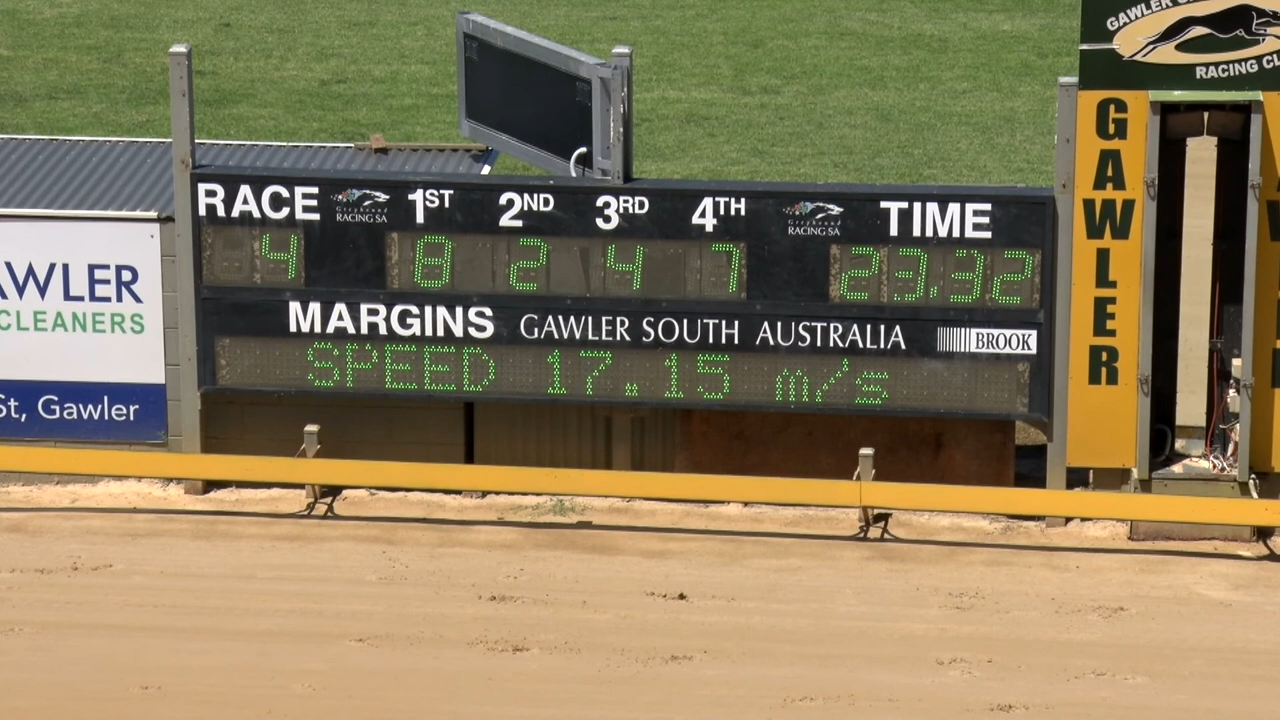 GAWLER
RACING CL
GAWLER
RACE
Greyhound
RACING SA
1ST 2ND 3RD 4TH
Greyhound
RACING SA
TIME
4 8 2 4 7 23.32
MARGINS GAWLER SOUTH AUSTRALIA BROOK
SPEED 17.15 m/s
AWLER
CLEANERS
St, Gawler